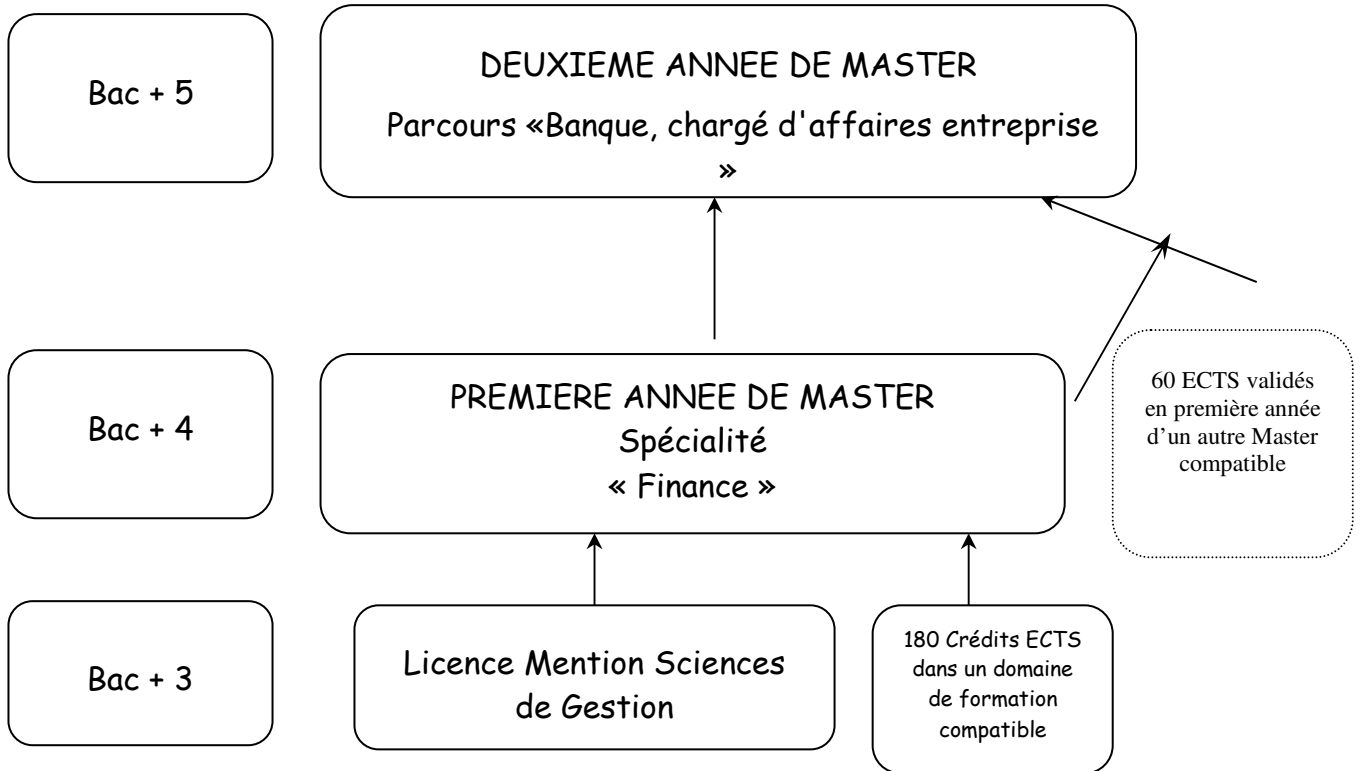 Bac + 5
DEUXIEME ANNEE DE MASTER
Parcours «Banque, chargé d'affaires entreprise
»
Bac + 4
PREMIERE ANNEE DE MASTER
Spécialité
« Finance »
60 ECTS validés
en première année
d’un autre Master
compatible
Bac + 3
Licence Mention Sciences
de Gestion
180 Crédits ECTS
dans un domaine
de formation
compatible